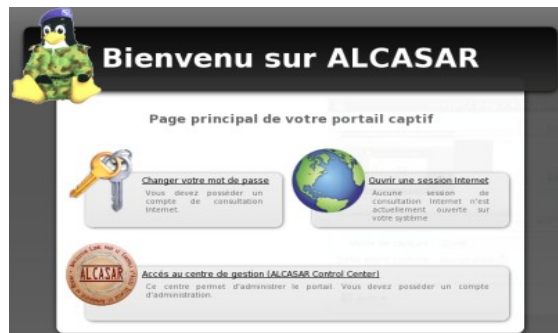 Bienvenu sur ALCASAR
Page principal de votre portail captif
Changer votre mot de passe
Vous devez posséder un
compte de consultation
Internet.
Ouvrir une session Internet
Aucune session de
consultation Internet n'est
actuellement ouverte sur
votre système
ALCASAR
Accés au centre de gestion (ALCASAR Control Center)
Ce centre permet d'administrer le portail. Vous devez posséder un compte
d'administration.